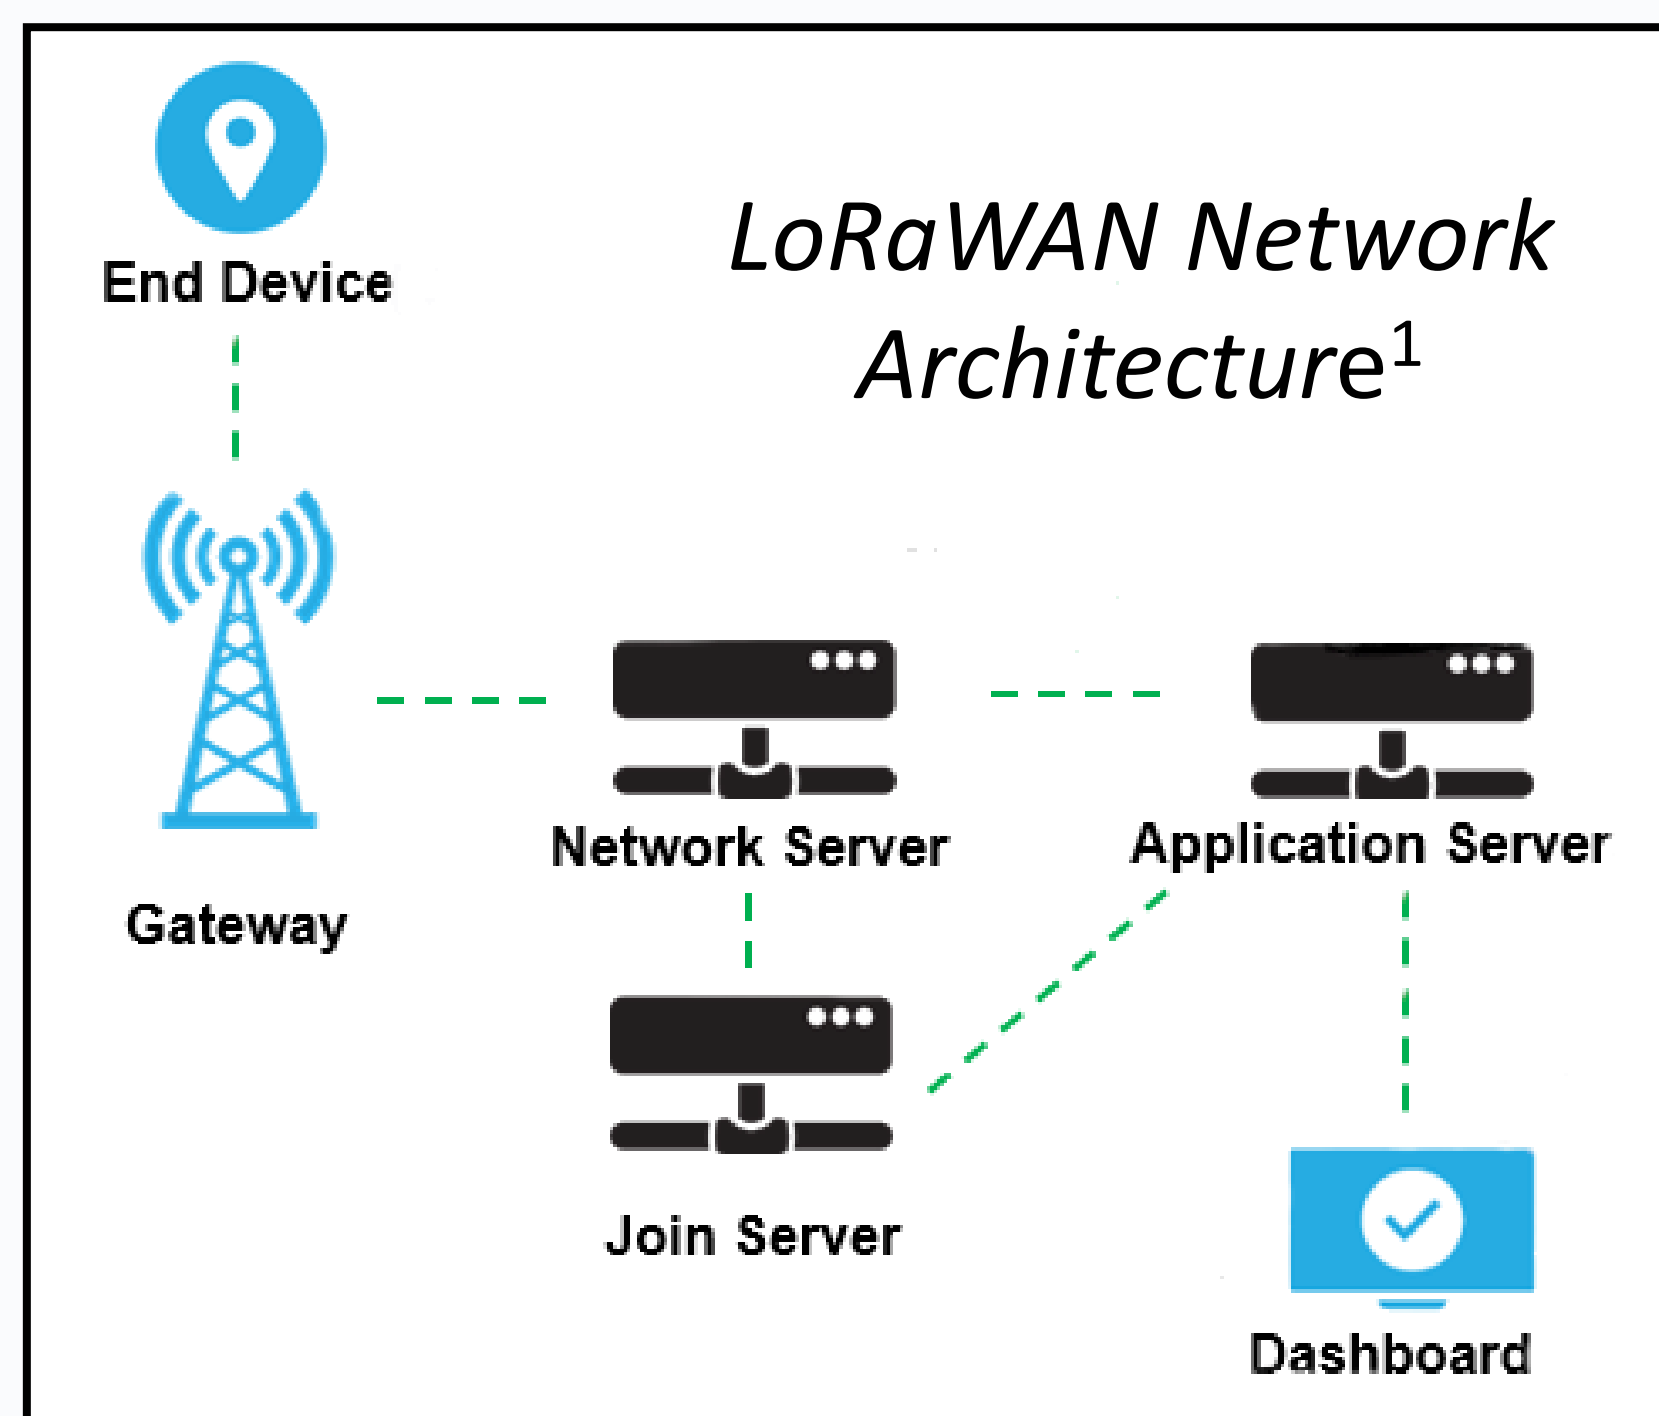 End Device
LoRaWAN Network
Architecture¹
Network Server
Application Server
Gateway
Join Server
Dashboard